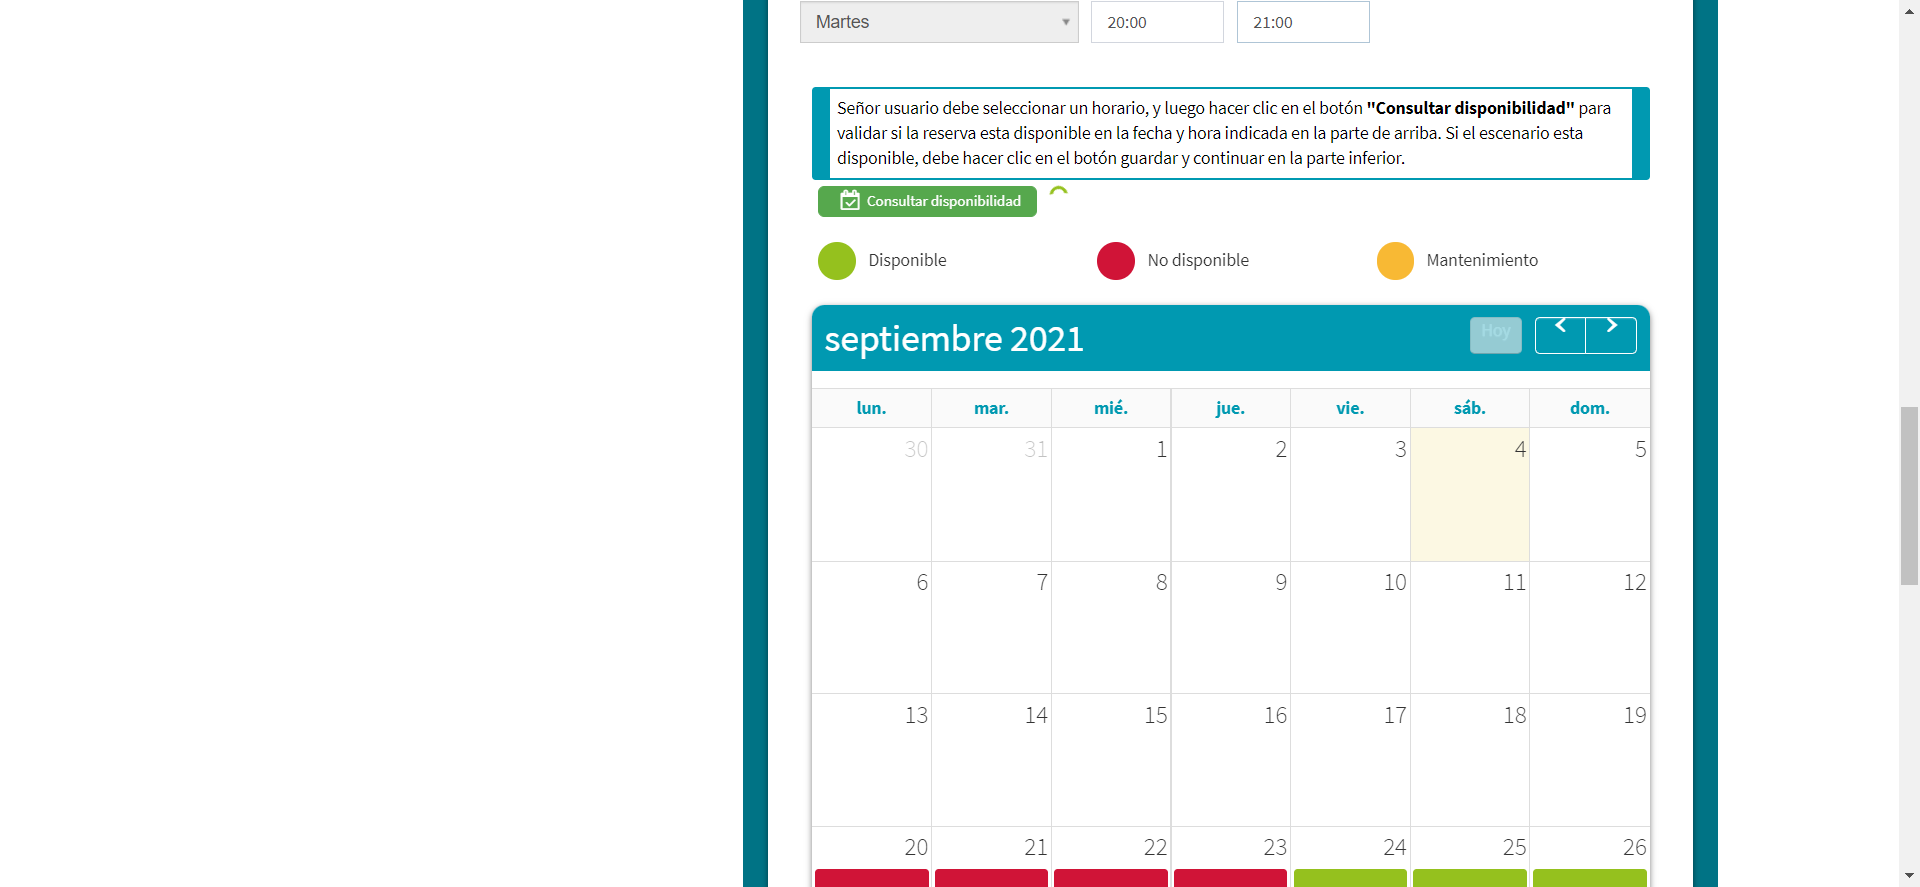 Martes 20:00 21:00
Señor usuario debe seleccionar un horario, y luego hacer clic en el botón "Consultar disponibilidad" para
validar si la reserva esta disponible en la fecha y hora indicada en la parte de arriba. Si el escenario esta
disponible, debe hacer clic en el botón guardar y continuar en la parte inferior.
Consultar disponibilidad
Disponible No disponible Mantenimiento
septiembre 2021 Hoy
lun. mar. mié. jue. vie. sáb. dom.
30 31 1 2 3 4 5
6 7 8 9 10 11 12
13 14 15 16 17 18 19
20 21 22 23 24 25 26